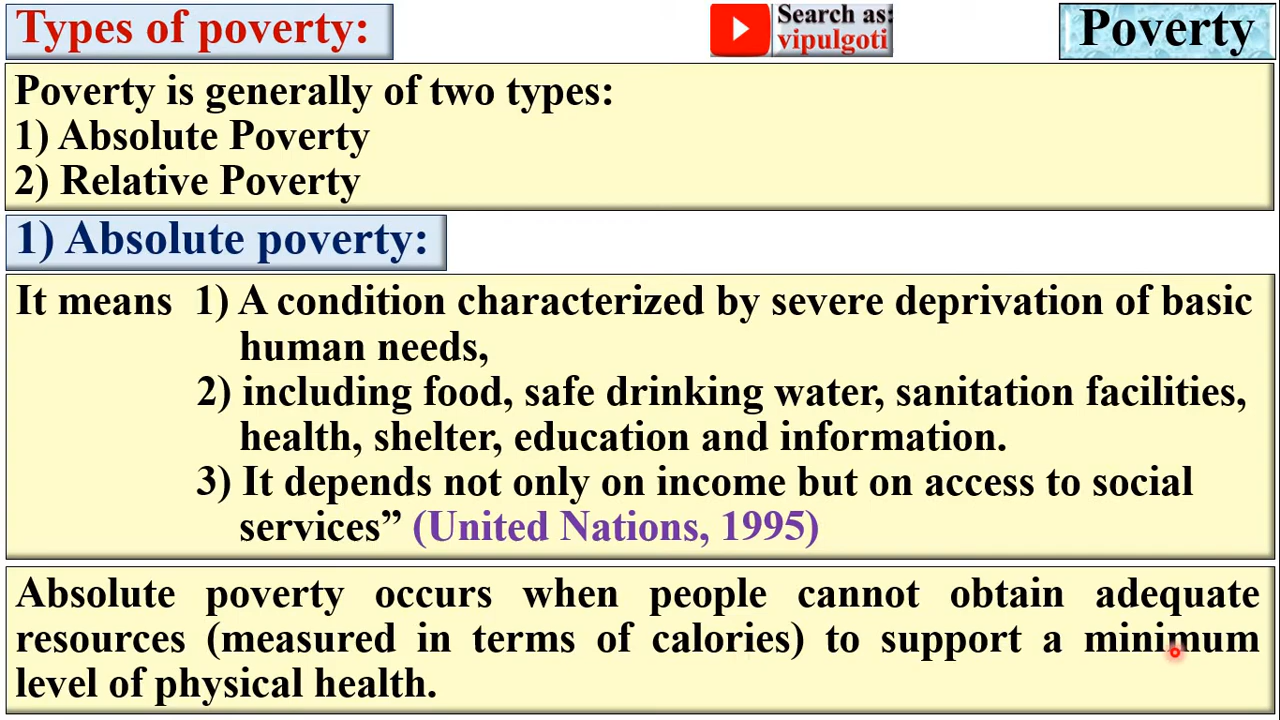 Types of poverty:
Search as:
vipulgoti
Poverty
Poverty is generally of two types:
1) Absolute Poverty
2) Relative Poverty
1) Absolute poverty:
It means 1) A condition characterized by severe deprivation of basic
human needs,
2) including food, safe drinking water, sanitation facilities,
health, shelter, education and information.
3) It depends not only on income but on access to social
services” (United Nations, 1995)
Absolute poverty occurs when people cannot obtain adequate
resources (measured in terms of calories) to support a minimum
level of physical health.